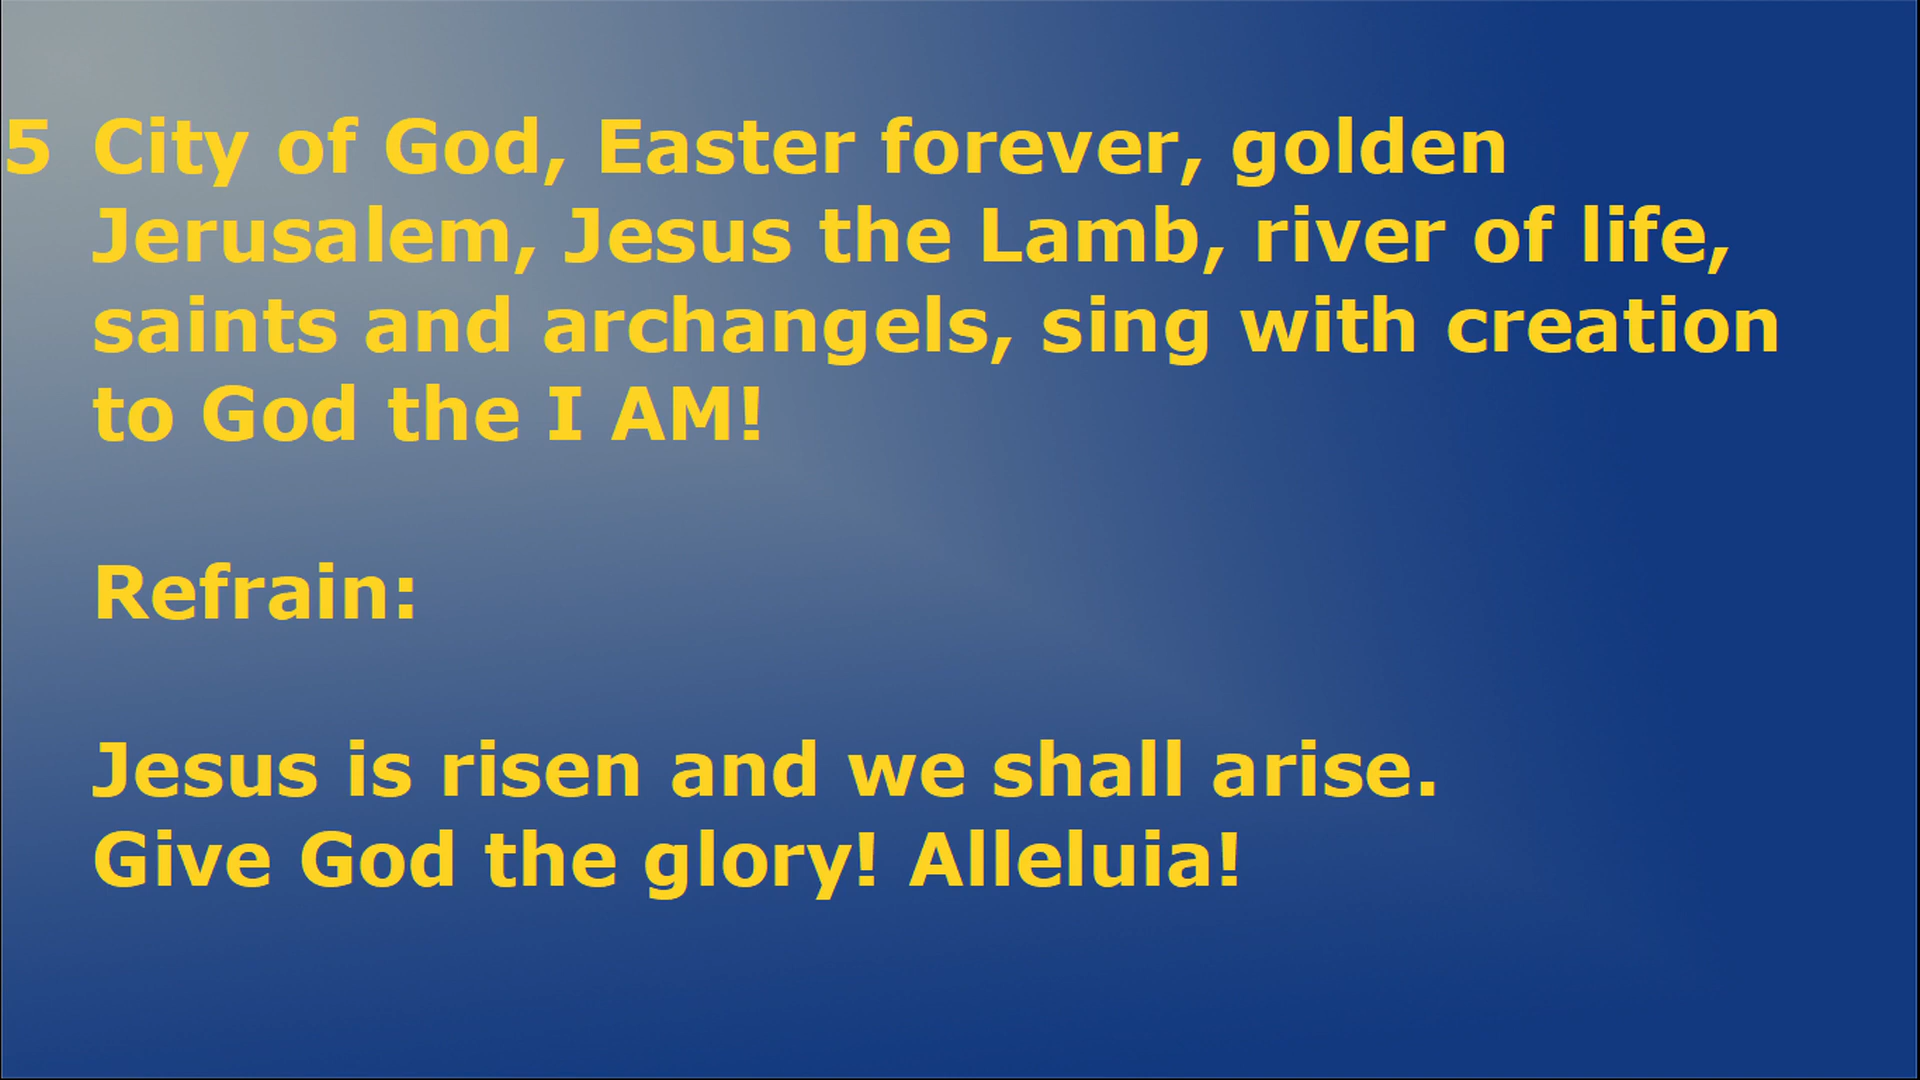 5 City of God, Easter forever, golden
Jerusalem, Jesus the Lamb, river of life,
saints and archangels, sing with creation
to God the I AM!
Refrain:
Jesus is risen and we shall arise.
Give God the glory! Alleluia!